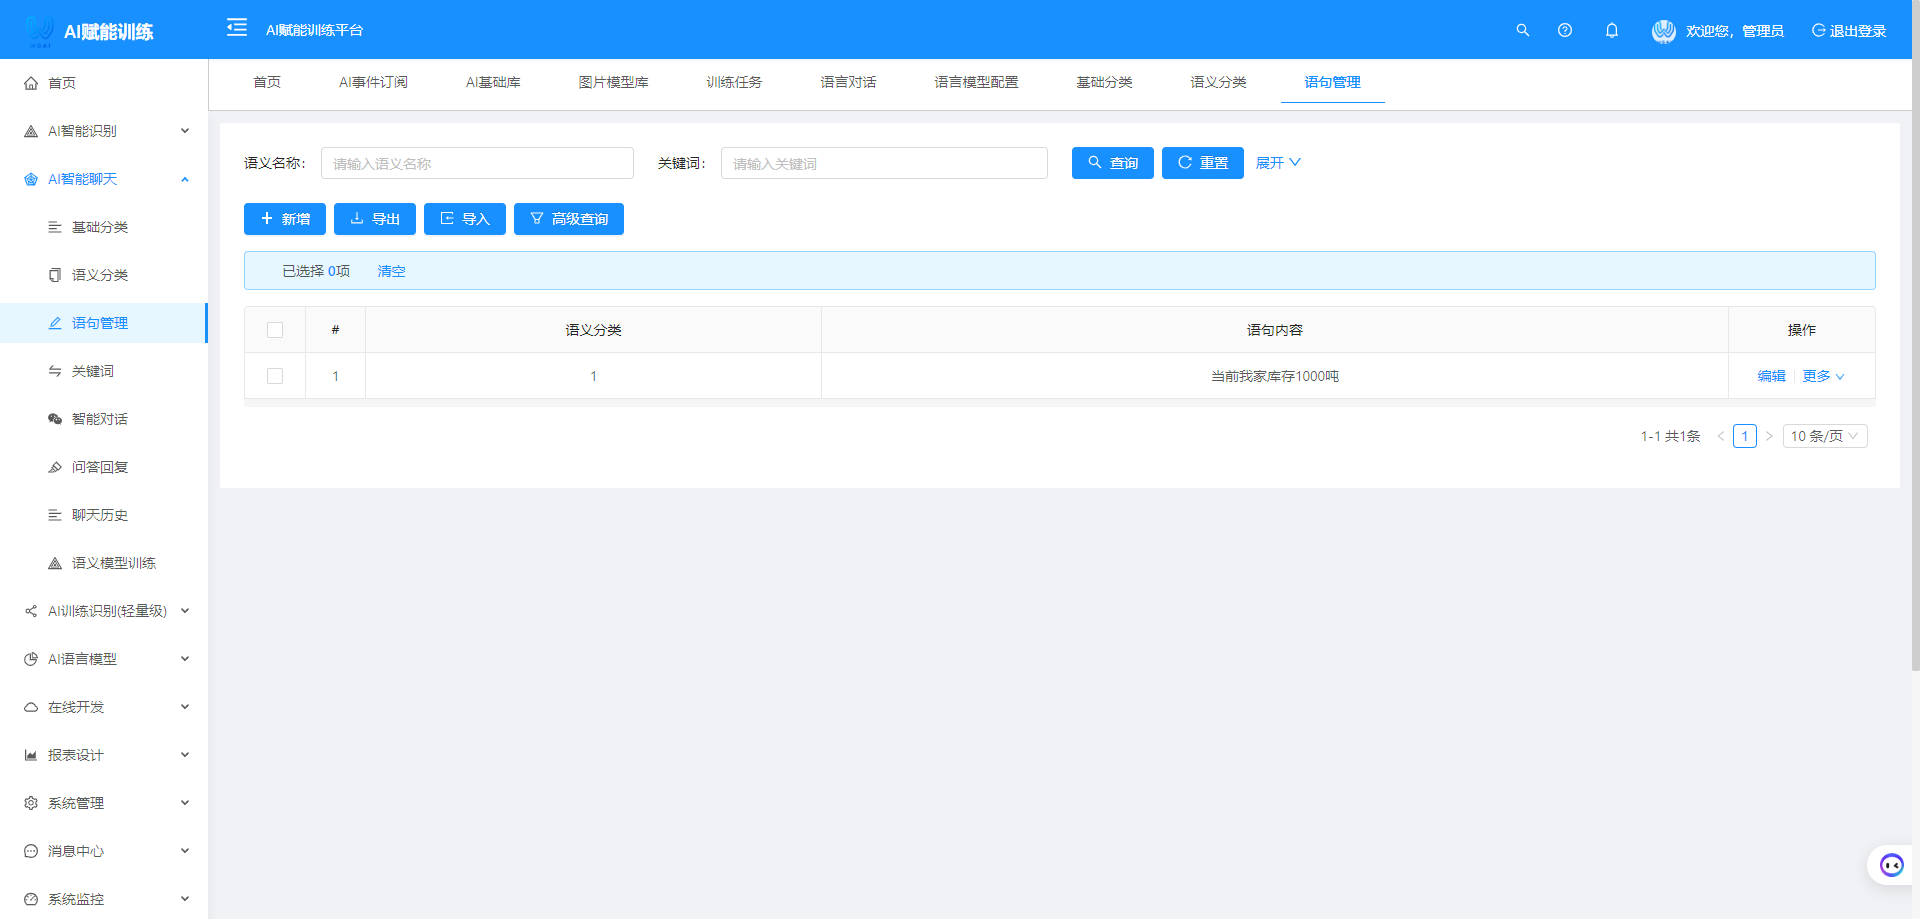 AI赋能训练
AI赋能训练平台
欢迎您，管理员
退出登录
首页
AI智能识别
AI智能聊天
基础分类
语义分类
语句管理
关键词
智能对话
问答回复
聊天历史
语义模型训练
AI训练识别(轻量级)
AI语言模型
在线开发
报表设计
系统管理
消息中心
系统监控
首页 AI事件订阅 AI基础库 图片模型库 训练任务 语言对话 语言模型配置 基础分类 语义分类 语句管理
语义名称： 请输入语义名称 关键词： 请输入关键词 查询 重置 展开
新增 导出 导入 高级查询
已选择 0项 清空
# 语义分类 语句内容 操作
1 1 当前我家库存1000吨 编辑 更多
1-1 共1条 1 10 条/页